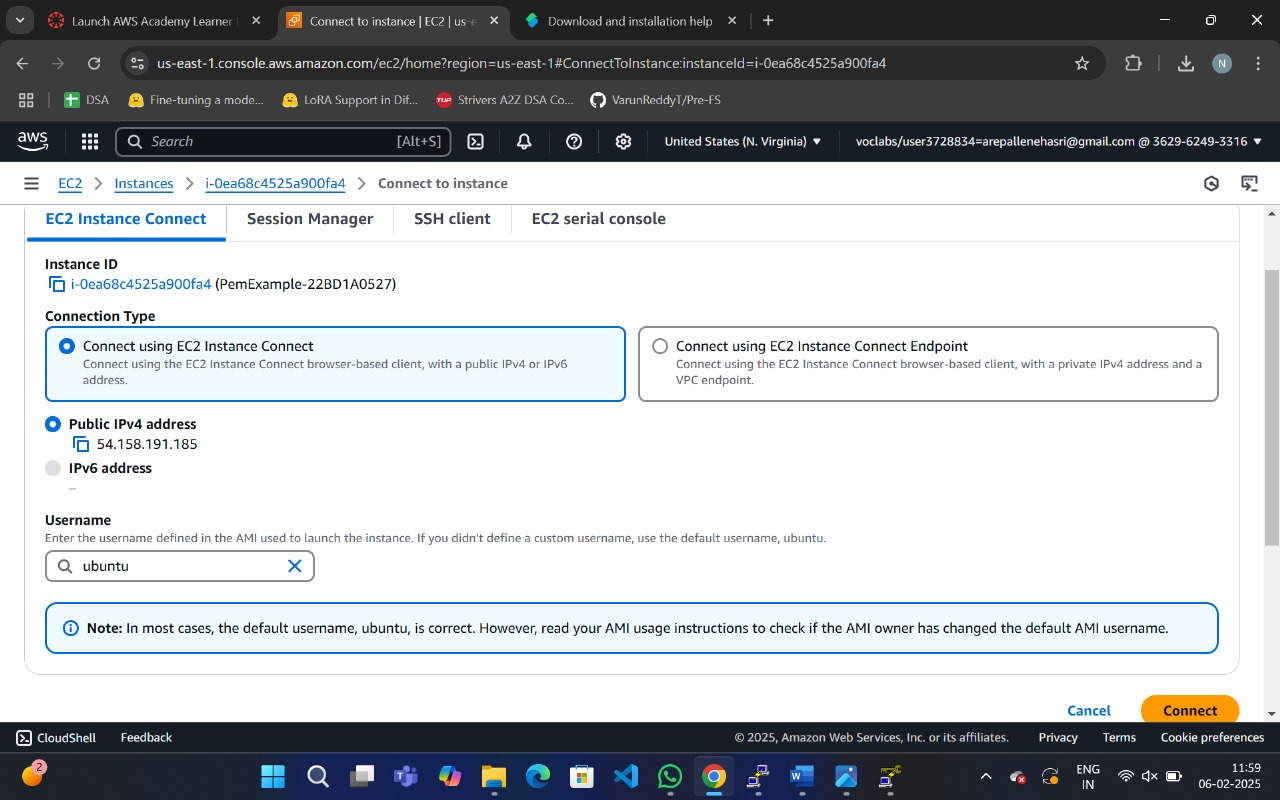 Launch AWS Academy Learner
Connect to instance | EC2 | us-e
Download and installation help
us-east-1.console.aws.amazon.com/ec2/home?region=us-east-1#ConnectToInstance:instanceId=i-0ea68c4525a900fa4
N
DSA
Fine-tuning a mode...
LoRA Support in Dif...
TUF
Strivers A2Z DSA Co...
VarunReddyT/Pre-FS
aws
Search
[Alt+S]
United States (N. Virginia)
voclabs/user3728834=arepallenehasri@gmail.com @ 3629-6249-3316
EC2
Instances
i-0ea68c4525a900fa4
Connect to instance
EC2 Instance Connect
Session Manager
SSH client
EC2 serial console
Instance ID
i-0ea68c4525a900fa4 (PemExample-22BD1A0527)
Connection Type
Connect using EC2 Instance Connect
Connect using the EC2 Instance Connect browser-based client, with a public IPv4 or IPv6
address.
Connect using EC2 Instance Connect Endpoint
Connect using the EC2 Instance Connect browser-based client, with a private IPv4 address and a
VPC endpoint.
Public IPv4 address
54.158.191.185
IPv6 address
–
Username
Enter the username defined in the AMI used to launch the instance. If you didn't define a custom username, use the default username, ubuntu.
ubuntu
Note: In most cases, the default username, ubuntu, is correct. However, read your AMI usage instructions to check if the AMI owner has changed the default AMI username.
Cancel
Connect
CloudShell
Feedback
© 2025, Amazon Web Services, Inc. or its affiliates.
Privacy
Terms
Cookie preferences
2
ENG
IN
11:59
06-02-2025